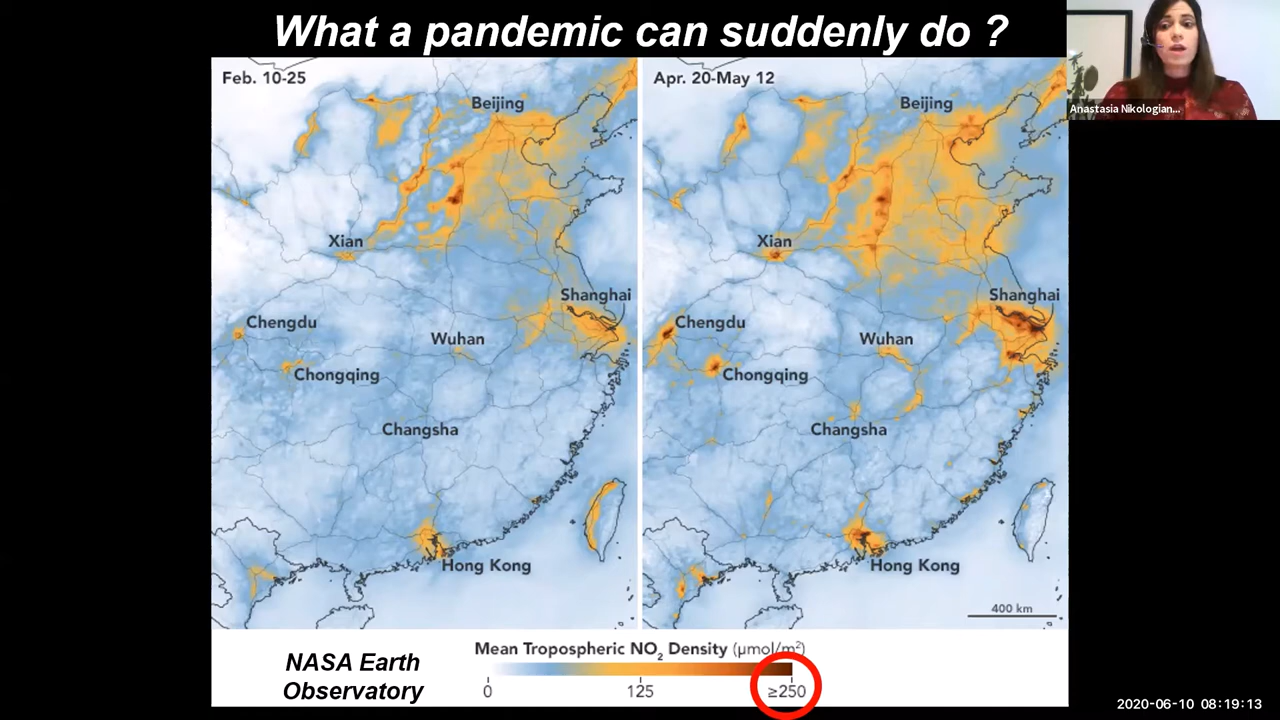 What a pandemic can suddenly do ?
Anastasia Nikologian...
Feb. 10-25
Beijing
Xian
Shanghai
Chengdu
Wuhan
Chongqing
Changsha
Hong Kong
Apr. 20-May 12
Beijing
Xian
Shanghai
Chengdu
Wuhan
Chongqing
Changsha
Hong Kong
400 km
NASA Earth
Observatory
Mean Tropospheric NO₂ Density (µmol/m²)
0 125 ≥250
2020-06-10 08:19:13